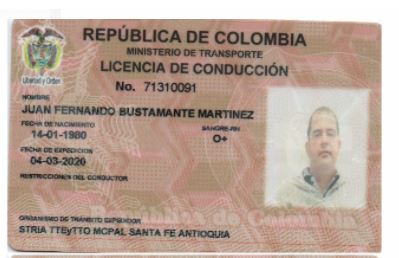 REPÚBLICA DE COLOMBIA
MINISTERIO DE TRANSPORTE
LICENCIA DE CONDUCCIÓN
No. 71310091
Libertad y Orden
NOMBRE
JUAN FERNANDO BUSTAMANTE MARTINEZ
FECHA DE NACIMIENTO SANGRE-RH
14-01-1980 O+
FECHA DE EXPEDICION
04-03-2020
RESTRICCIONES DEL CONDUCTOR
República de Colombia
ORGANISMO DE TRÁNSITO EXPEDIDOR
STRIA TTEyTTO MCPAL SANTA FE ANTIOQUIA